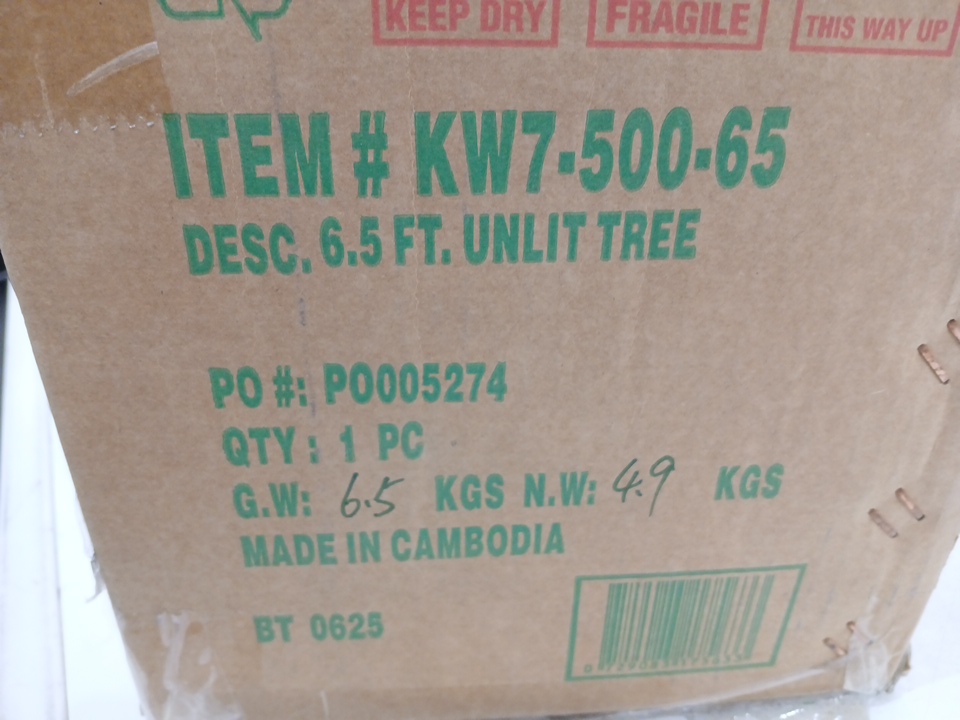 KEEP DRY FRAGILE THIS WAY UP
ITEM # KW7-500-65
DESC. 6.5 FT. UNLIT TREE
PO #: PO005274
QTY : 1 PC
G.W: 6.5 KGS N.W: 4.9 KGS
MADE IN CAMBODIA
BT 0625